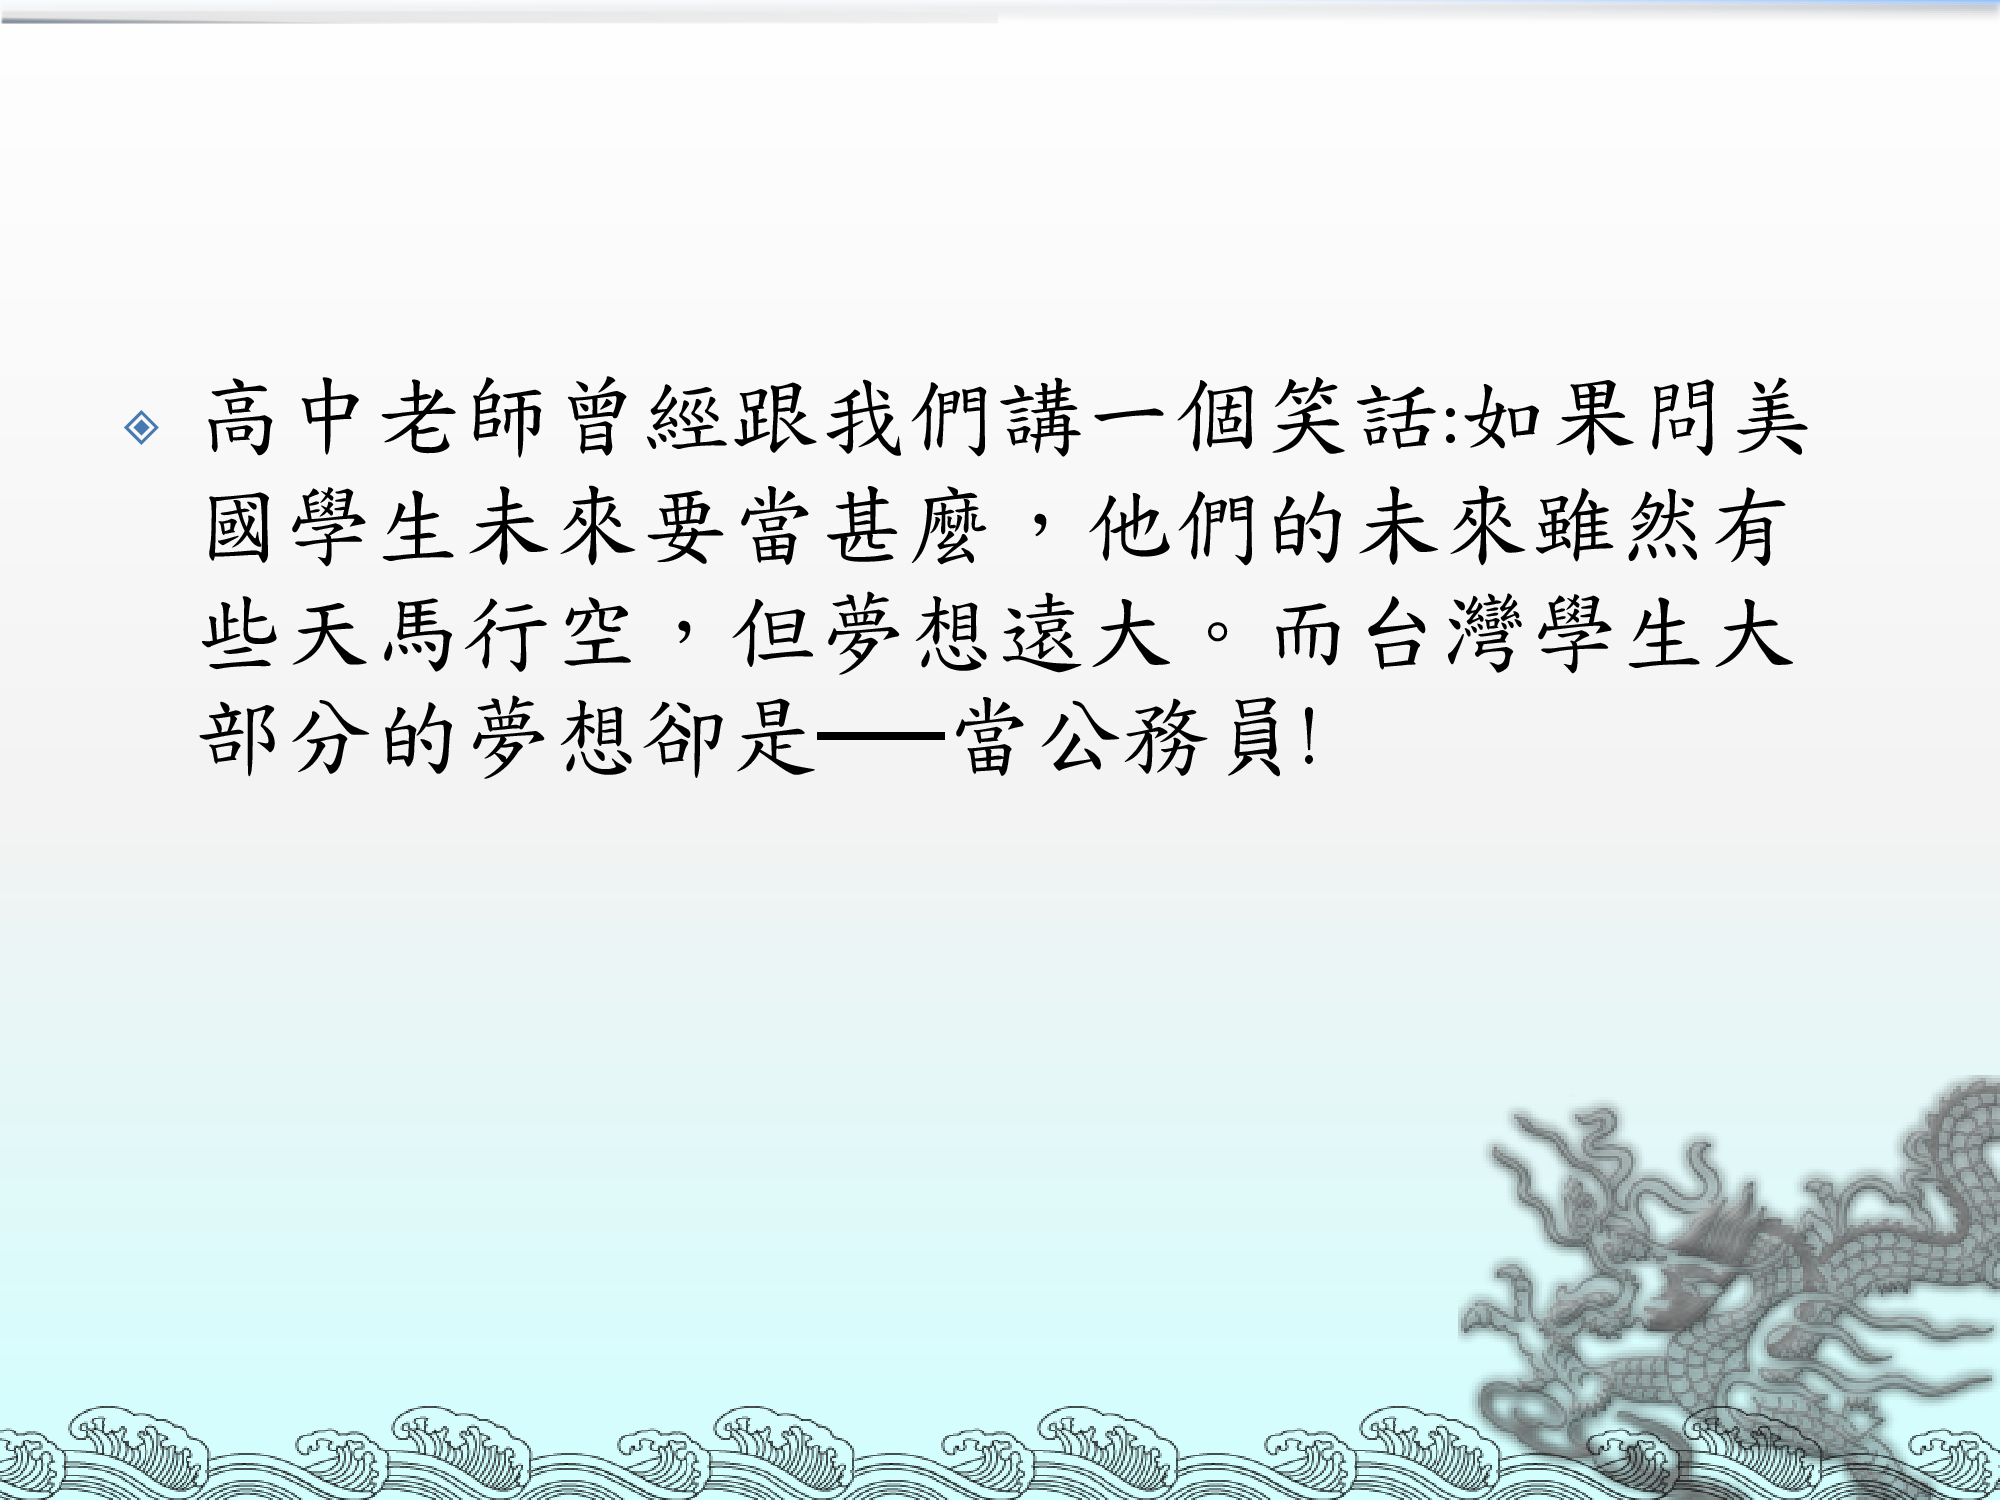 高中老師曾經跟我們講一個笑話:如果問美
國學生未來要當甚麼，他們的未來雖然有
些天馬行空，但夢想遠大。而台灣學生大
部分的夢想卻是──當公務員!